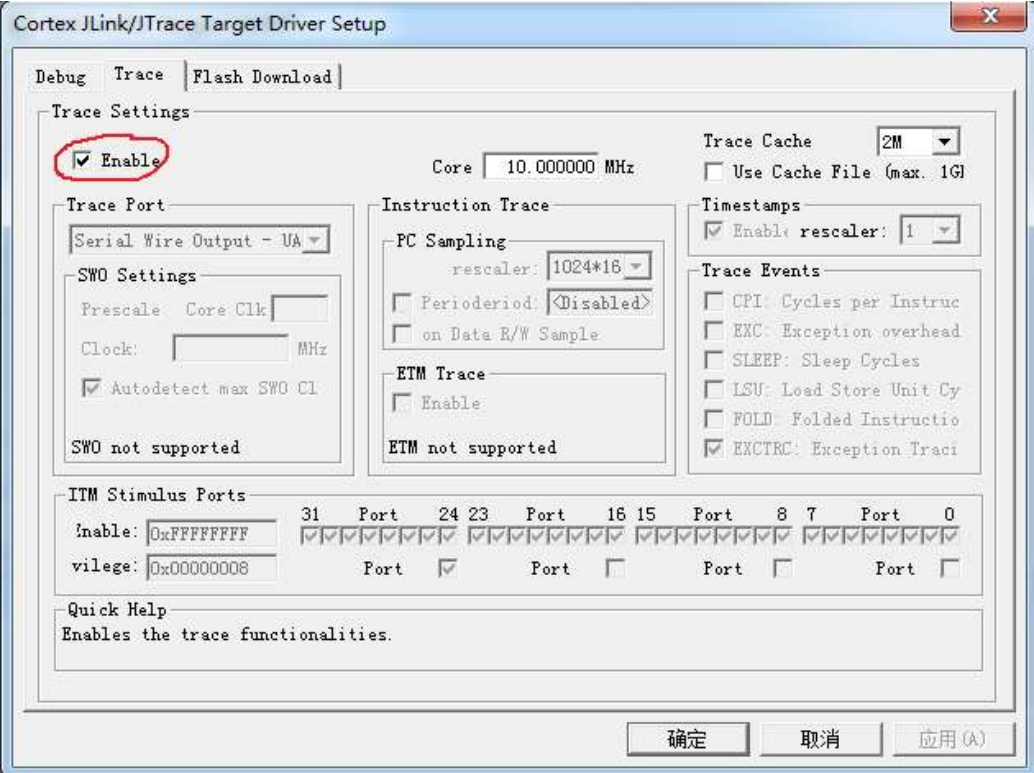 Cortex JLink/JTrace Target Driver Setup
Debug Trace Flash Download
Trace Settings
Enable
Core 10.000000 MHz
Trace Cache 2M
Use Cache File (max. 1G)
Trace Port
Serial Wire Output - UA
SWO Settings
Prescale Core Clk
Clock: MHz
Autodetect max SWO Cl
SWO not supported
Instruction Trace
PC Sampling
rescaler: 1024*16
Perioderiod: <Disabled>
on Data R/W Sample
ETM Trace
Enable
ETM not supported
Timestamps
Enable rescaler: 1
Trace Events
CPI: Cycles per Instruc
EXC: Exception overhead
SLEEP: Sleep Cycles
LSU: Load Store Unit Cy
FOLD: Folded Instructio
EXCTRC: Exception Traci
ITM Stimulus Ports
31 Port 24 23 Port 16 15 Port 8 7 Port 0
Enable: 0xFFFFFFFF
vilege: 0x00000008 Port Port Port Port
Quick Help
Enables the trace functionalities.
确定 取消 应用(A)